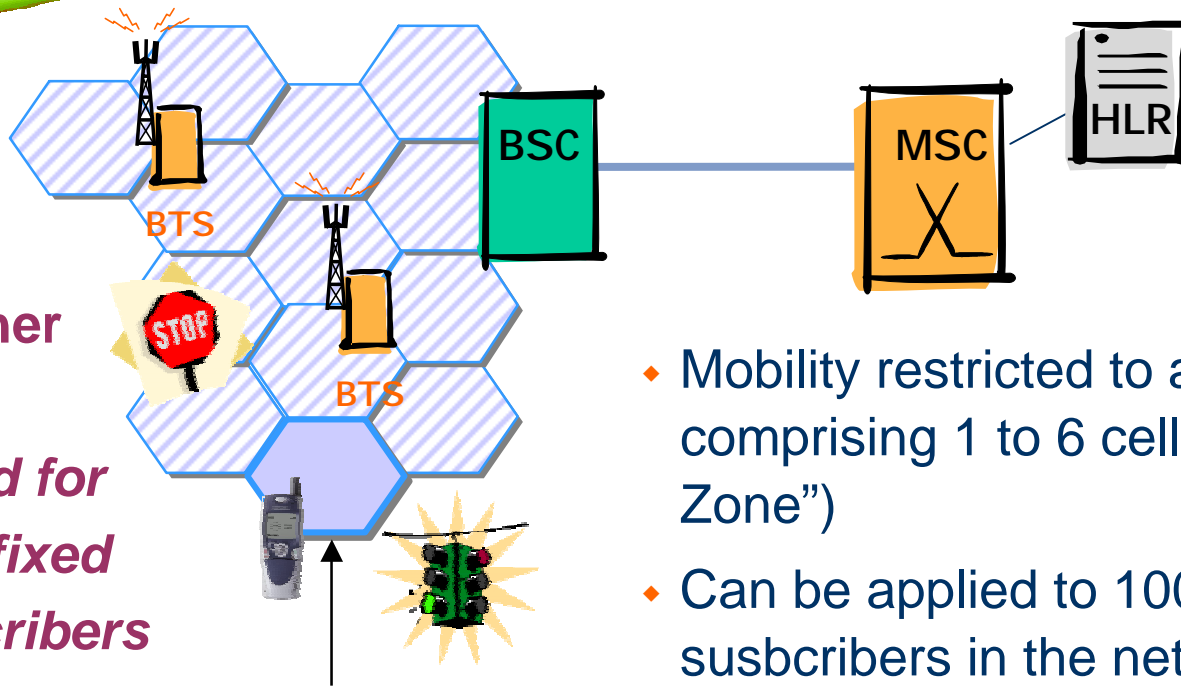 BSC
MSC
HLR
BTS
STOP
BTS
ner
d for
fixed
cribers
◆ Mobility restricted to a
comprising 1 to 6 cell
Zone”)
◆ Can be applied to 100
susbcribers in the net